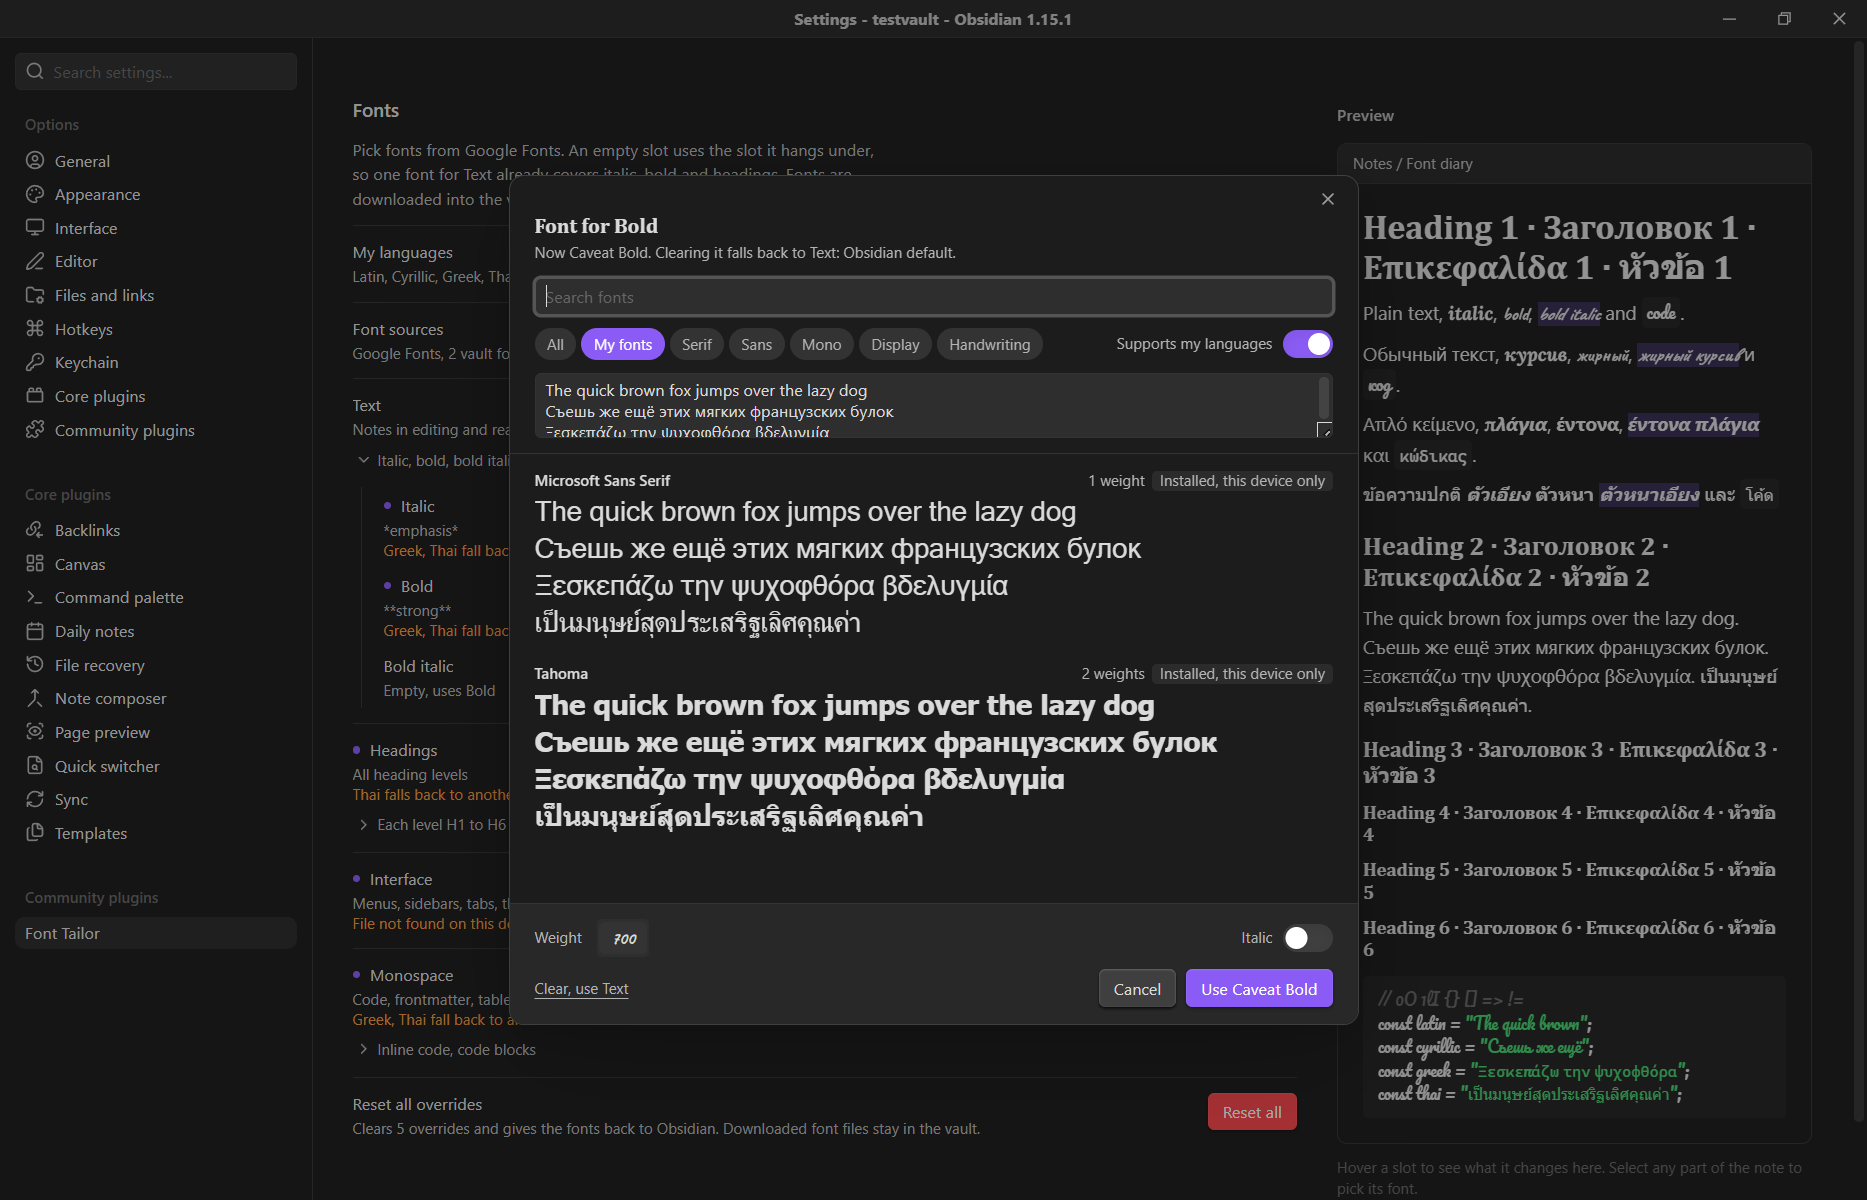 Settings - testvault - Obsidian 1.15.1
Search settings...
Options
General
Appearance
Interface
Editor
Files and links
Hotkeys
Keychain
Core plugins
Community plugins
Core plugins
Backlinks
Canvas
Command palette
Daily notes
File recovery
Note composer
Page preview
Quick switcher
Sync
Templates
Community plugins
Font Tailor
Fonts
Pick fonts from Google Fonts. An empty slot uses the slot it hangs under,
so one font for Text already covers italic, bold and headings. Fonts are
downloaded into the
My languages
Latin, Cyrillic, Greek,
Font sources
Google Fonts, 2 vault
Text
Notes in editing and
Italic, bold, bold
Italic
*emphasis*
Greek, Thai fall
Bold
**strong**
Greek, Thai fall
Bold italic
Empty, uses Bold
Headings
All heading levels
Thai falls back to
Each level H1 to H6
Interface
Menus, sidebars, tabs,
File not found on this
Monospace
Code, frontmatter,
Greek, Thai fall back to
Inline code, code blocks
Reset all overrides
Clears 5 overrides and gives the fonts back to Obsidian. Downloaded font files stay in the vault.
Reset all
Font for Bold
Now Caveat Bold. Clearing it falls back to Text: Obsidian default.
Search fonts
All My fonts Serif Sans Mono Display Handwriting Supports my languages
The quick brown fox jumps over the lazy dog
Съешь же ещё этих мягких французских булок
Ξεσκεπάζω την ψυχοφθόρα βδελυγμία
Microsoft Sans Serif 1 weight Installed, this device only
The quick brown fox jumps over the lazy dog
Съешь же ещё этих мягких французских булок
Ξεσκεπάζω την ψυχοφθόρα βδελυγμία
เป็นมนุษย์สุดประเสริฐเลิศคุณค่า
Tahoma 2 weights Installed, this device only
The quick brown fox jumps over the lazy dog
Съешь же ещё этих мягких французских булок
Ξεσκεπάζω την ψυχοφθόρα βδελυγμία
เป็นมนุษย์สุดประเสริฐเลิศคุณค่า
Weight 700 Italic
Clear, use Text Cancel Use Caveat Bold
Preview
Notes / Font diary
Heading 1 · Заголовок 1 ·
Επικεφαλίδα 1 · หัวข้อ 1
Plain text, italic, bold, bold italic and code .
Обычный текст, курсив, жирный, жирный курсив и
код .
Απλό κείμενο, πλάγια, έντονα, έντονα πλάγια
και κώδικας .
ข้อความปกติ ตัวเอียง ตัวหนา ตัวหนาเอียง และ โค้ด
Heading 2 · Заголовок 2 ·
Επικεφαλίδα 2 · หัวข้อ 2
The quick brown fox jumps over the lazy dog.
Съешь же ещё этих мягких французских булок.
Ξεσκεπάζω την ψυχοφθόρα βδελυγμία. เป็นมนุษย์
สุดประเสริฐเลิศคุณค่า.
Heading 3 · Заголовок 3 · Επικεφαλίδα 3 ·
หัวข้อ 3
Heading 4 · Заголовок 4 · Επικεφαλίδα 4 · หัวข้อ
4
Heading 5 · Заголовок 5 · Επικεφαλίδα 5 · หัวข้อ
5
Heading 6 · Заголовок 6 · Επικεφαλίδα 6 · หัวข้อ
6
// oO 1lI {} [] => !=
const latin = "The quick brown";
const cyrillic = "Съешь же ещё";
const greek = "Ξεσκεπάζω την ψυχοφθόρα";
const thai = "เป็นมนุษย์สุดประเสริฐเลิศคุณค่า";
Hover a slot to see what it changes here. Select any part of the note to
pick its font.